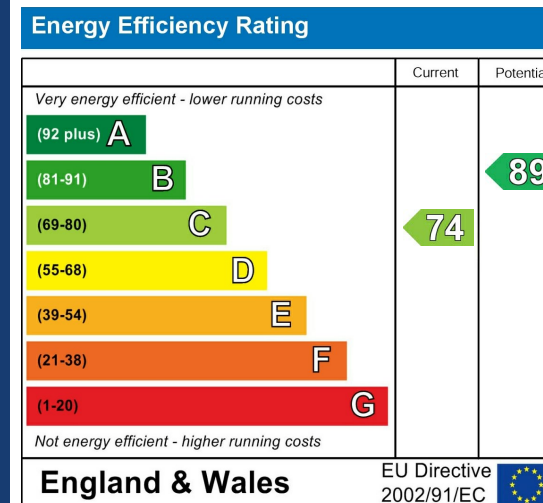 Energy Efficiency Rating
Current Potentia
Very energy efficient - lower running costs
(92 plus) A
(81-91) B
89
(69-80) C
74
(55-68) D
(39-54) E
(21-38) F
(1-20) G
Not energy efficient - higher running costs
England & Wales
EU Directive
2002/91/EC